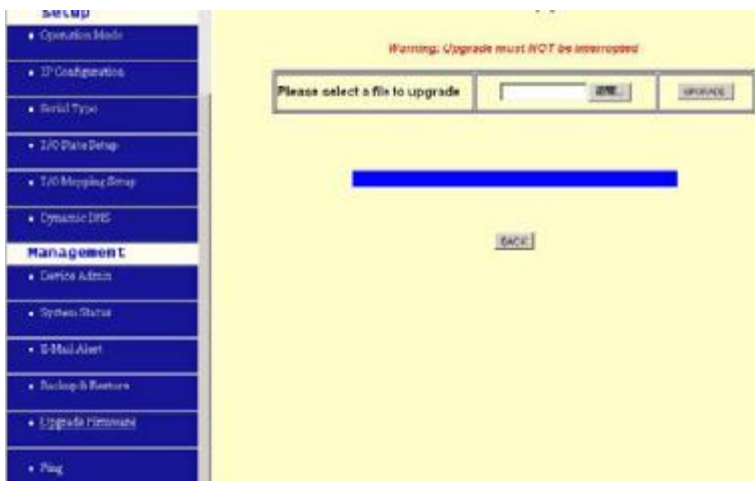 Setup
Operation Mode
IP Configuration
Serial Type
I/O State Setup
I/O Mapping Setup
Dynamic DNS
Management
Device Admin
System Status
E-Mail Alert
Backup & Restore
Upgrade Firmware
Ping
Warning: Upgrade must NOT be interrupted
Please select a file to upgrade
UPGRADE
BACK